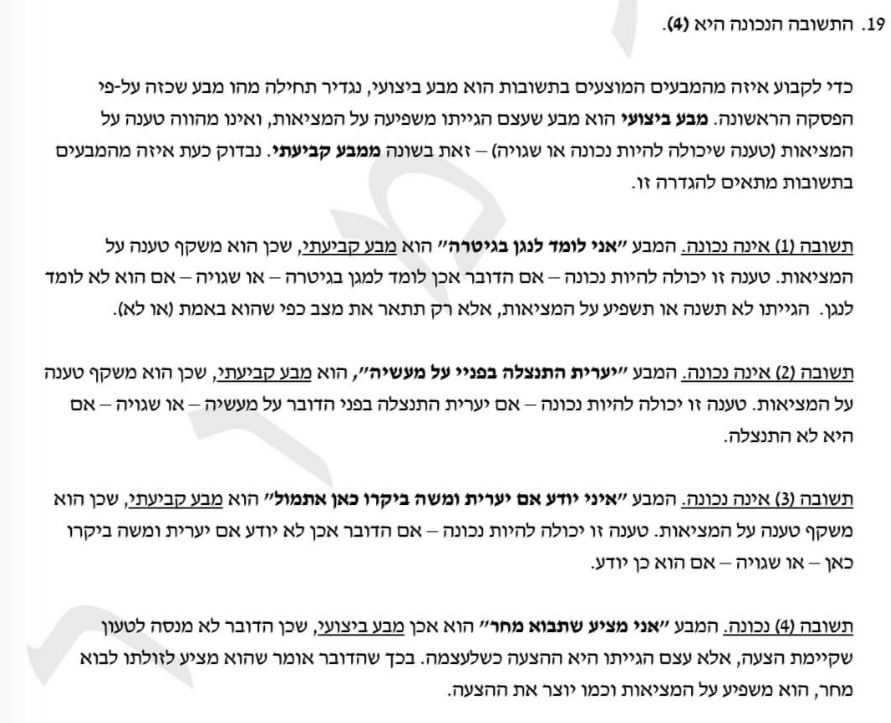 19. התשובה הנכונה היא (4).
כדי לקבוע איזה מהמבעים המוצעים בתשובות הוא מבע ביצועי, נגדיר תחילה מהו מבע שכזה על-פי
הפסקה הראשונה. מבע ביצועי הוא מבע שעצם הגייתו משפיעה על המציאות, ואינו מהווה טענה על
המציאות (טענה שיכולה להיות נכונה או שגויה) – זאת בשונה ממבע קביעתי. נבדוק כעת איזה מהמבעים
בתשובות מתאים להגדרה זו.
תשובה (1) אינה נכונה. המבע "אני לומד לנגן בגיטרה" הוא מבע קביעתי, שכן הוא משקף טענה על
המציאות. טענה זו יכולה להיות נכונה – אם הדובר אכן לומד למגן בגיטרה – או שגויה – אם הוא לא לומד
לנגן. הגייתו לא תשנה או תשפיע על המציאות, אלא רק תתאר את מצב כפי שהוא באמת (או לא).
תשובה (2) אינה נכונה. המבע "יערית התנצלה בפניי על מעשיה", הוא מבע קביעתי, שכן הוא משקף טענה
על המציאות. טענה זו יכולה להיות נכונה – אם יערית התנצלה בפני הדובר על מעשיה – או שגויה – אם
היא לא התנצלה.
תשובה (3) אינה נכונה. המבע "איני יודע אם יערית ומשה ביקרו כאן אתמול" הוא מבע קביעתי, שכן הוא
משקף טענה על המציאות. טענה זו יכולה להיות נכונה – אם הדובר אכן לא יודע אם יערית ומשה ביקרו
כאן – או שגויה – אם הוא כן יודע.
תשובה (4) נכונה. המבע "אני מציע שתבוא מחר" הוא אכן מבע ביצועי, שכן הדובר לא מנסה לטעון
שקיימת הצעה, אלא עצם הגייתו היא ההצעה כשלעצמה. בכך שהדובר אומר שהוא מציע לזולתו לבוא
מחר, הוא משפיע על המציאות וכמו יוצר את ההצעה.